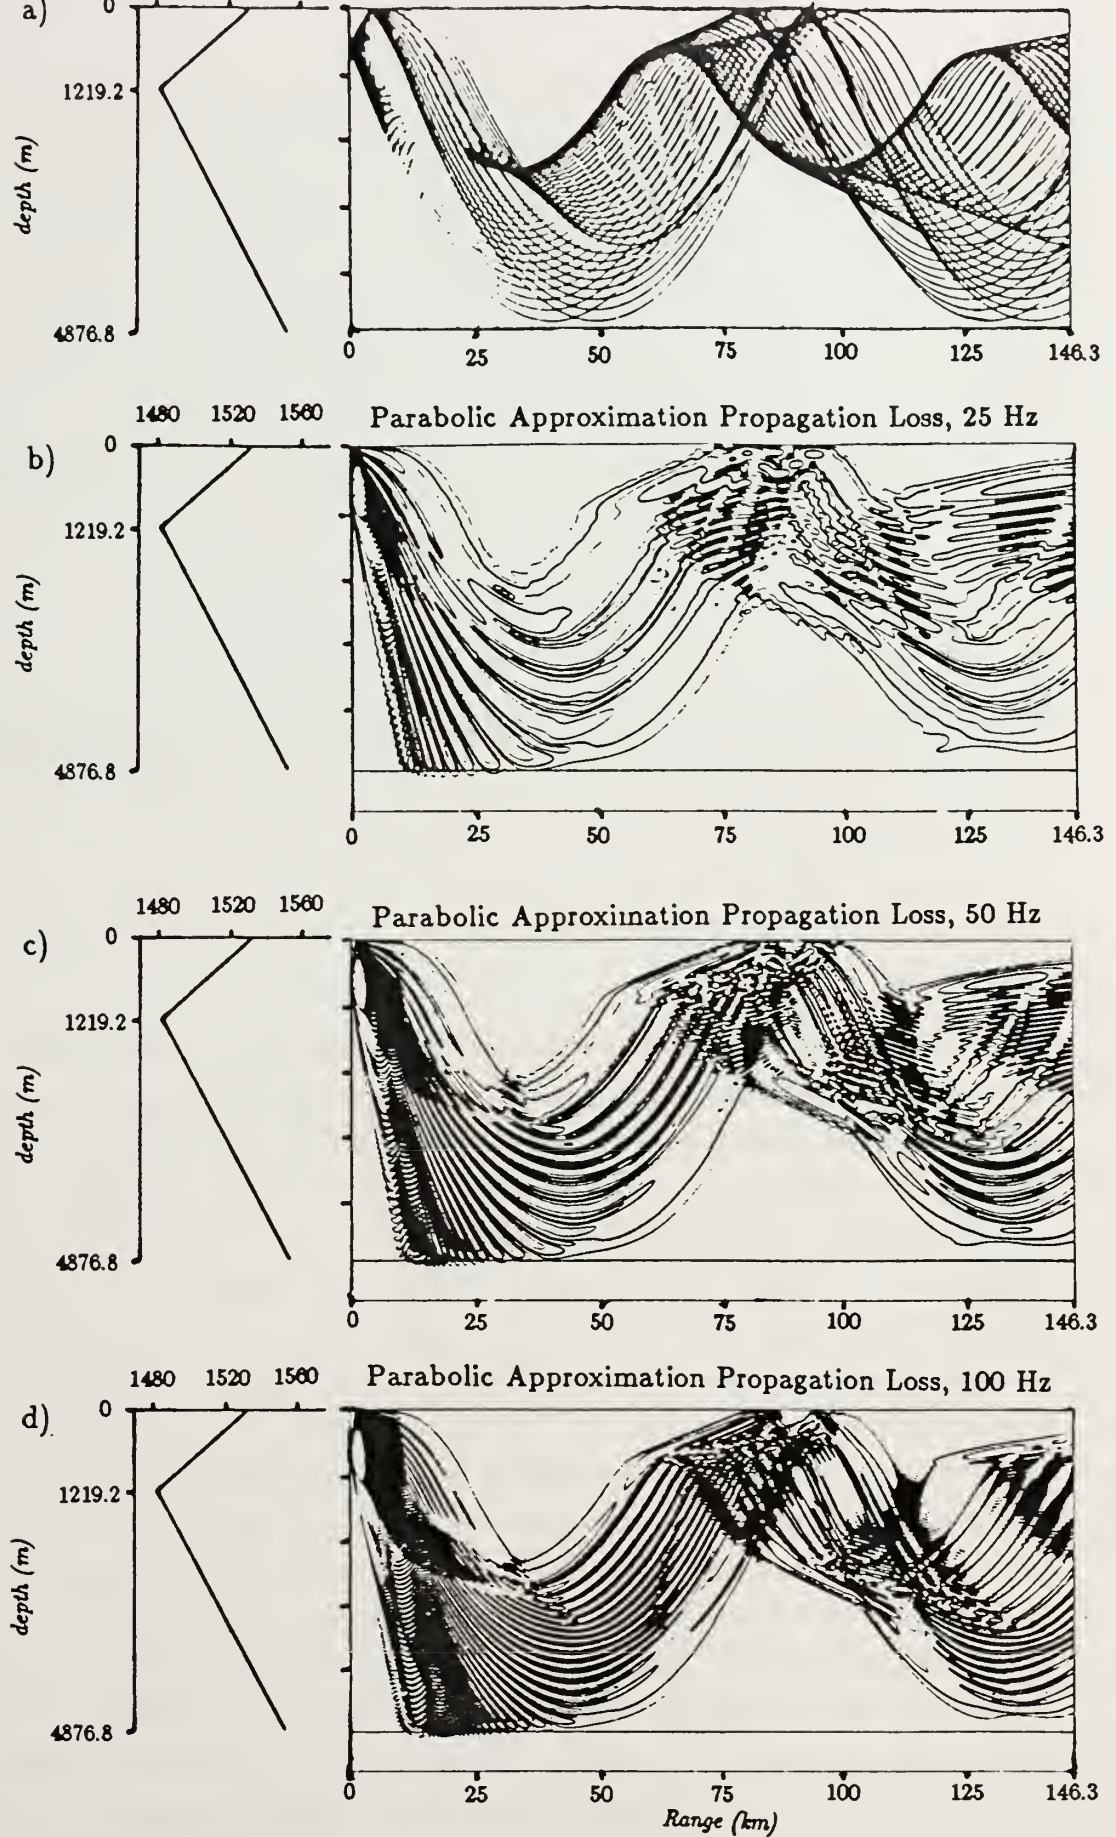 a)
0
1219.2
depth (m)
4876.8
0 25 50 75 100 125 146.3
1480 1520 1560
Parabolic Approximation Propagation Loss, 25 Hz
b)
0
1219.2
depth (m)
4876.8
0 25 50 75 100 125 146.3
1480 1520 1560
Parabolic Approximation Propagation Loss, 50 Hz
c)
0
1219.2
depth (m)
4876.8
0 25 50 75 100 125 146.3
1480 1520 1560
Parabolic Approximation Propagation Loss, 100 Hz
d)
0
1219.2
depth (m)
4876.8
0 25 50 75 100 125 146.3
Range (km)